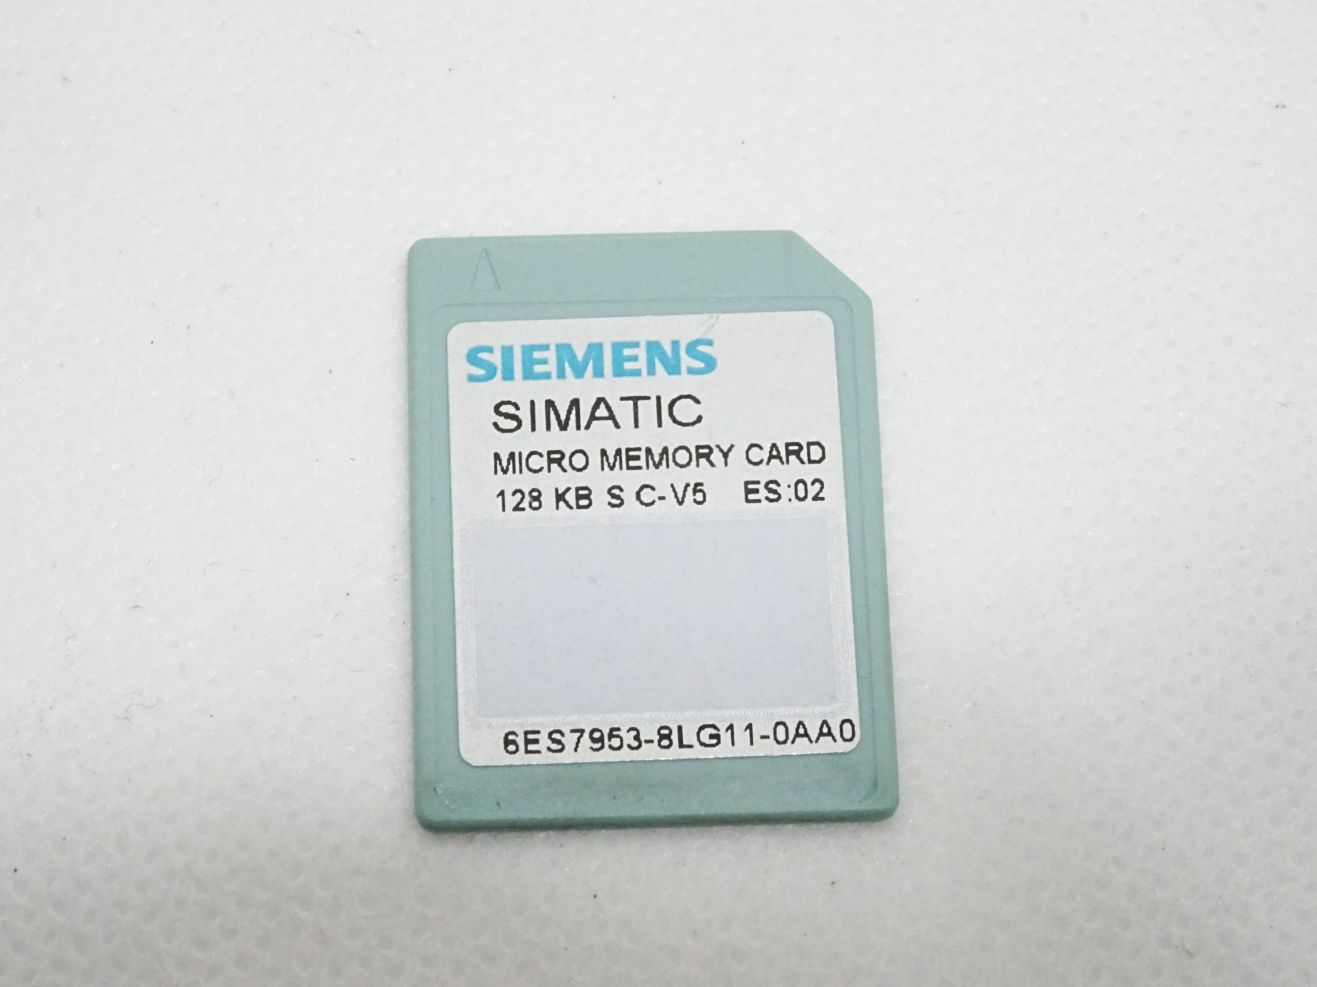 SIEMENS
SIMATIC
MICRO MEMORY CARD
128 KB S C-V5 ES:02
6ES7953-8LG11-0AA0